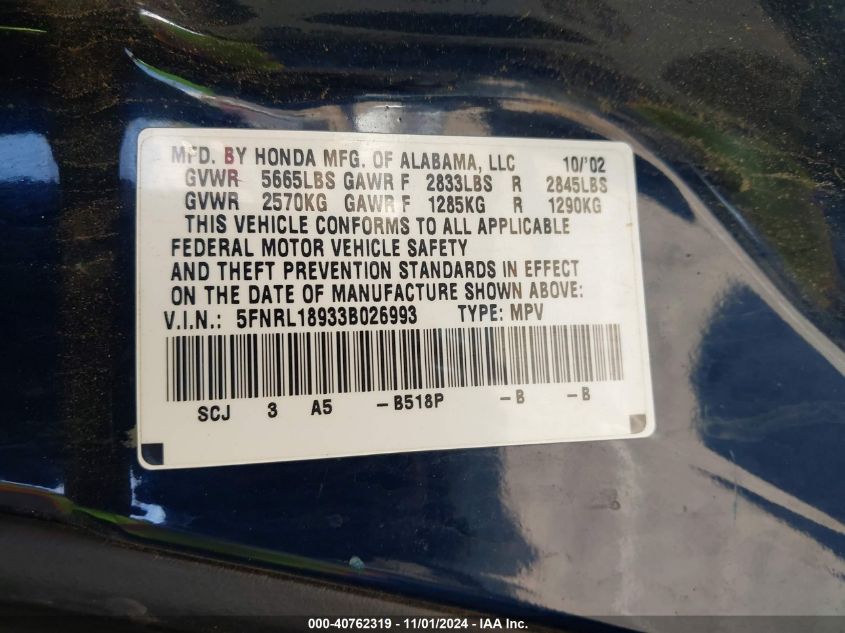 MFD. BY HONDA MFG. OF ALABAMA, LLC 10/'02
GVWR 5665LBS GAWR F 2833LBS R 2845LBS
GVWR 2570KG GAWR F 1285KG R 1290KG
THIS VEHICLE CONFORMS TO ALL APPLICABLE
FEDERAL MOTOR VEHICLE SAFETY
AND THEFT PREVENTION STANDARDS IN EFFECT
ON THE DATE OF MANUFACTURE SHOWN ABOVE:
V.I.N.: 5FNRL18933B026993 TYPE: MPV
SCJ 3 A5 -B518P -B -B
000-40762319 - 11/01/2024 - IAA Inc.